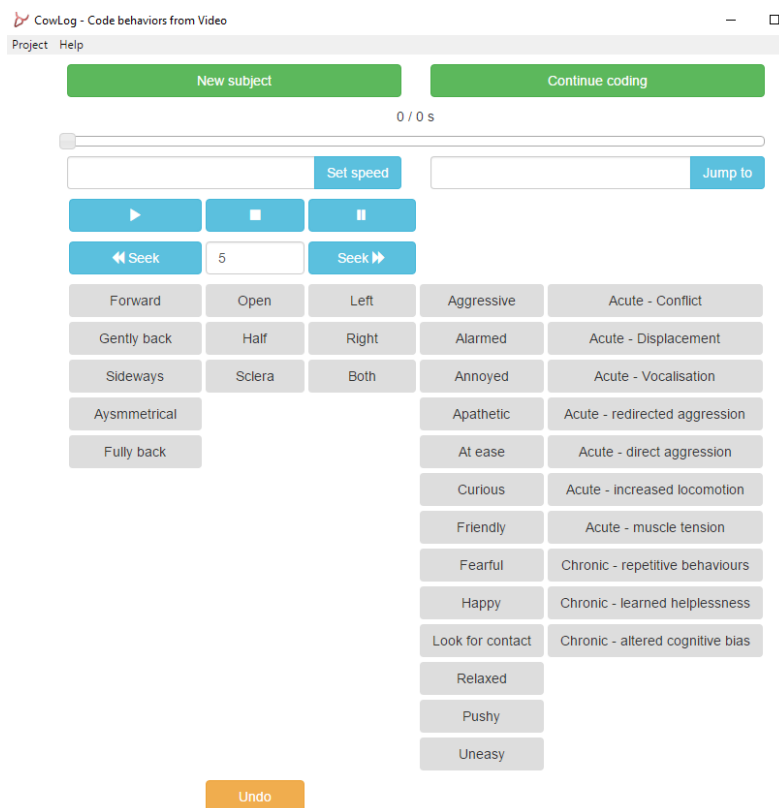 CowLog - Code behaviors from Video
Project Help
New subject Continue coding
0 / 0 s
Set speed Jump to
Seek 5 Seek
Forward Open Left Aggressive Acute - Conflict
Gently back Half Right Alarmed Acute - Displacement
Sideways Sclera Both Annoyed Acute - Vocalisation
Aysmmetrical Apathetic Acute - redirected aggression
Fully back At ease Acute - direct aggression
Curious Acute - increased locomotion
Friendly Acute - muscle tension
Fearful Chronic - repetitive behaviours
Happy Chronic - learned helplessness
Look for contact Chronic - altered cognitive bias
Relaxed
Pushy
Uneasy
Undo